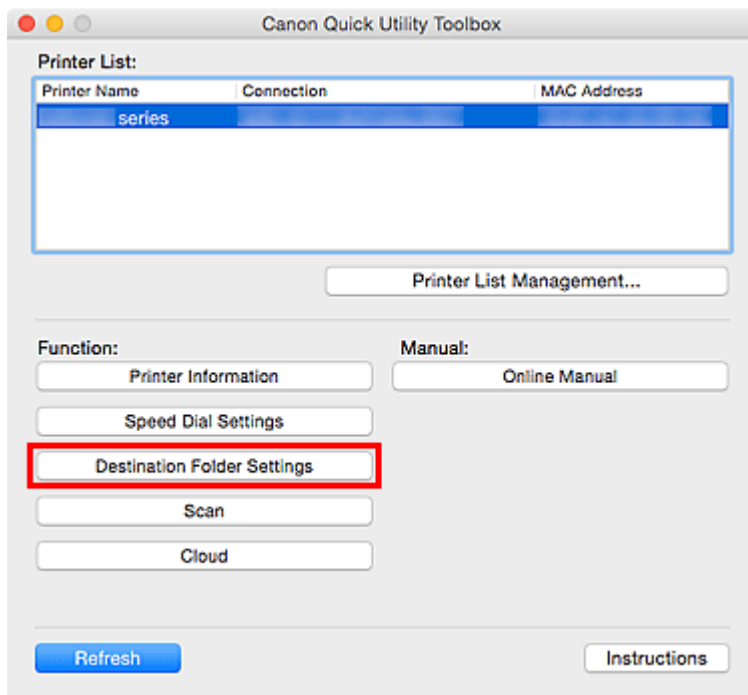 Canon Quick Utility Toolbox
Printer List:
Printer Name Connection MAC Address
series
Printer List Management...
Function: Manual:
Printer Information Online Manual
Speed Dial Settings
Destination Folder Settings
Scan
Cloud
Refresh Instructions